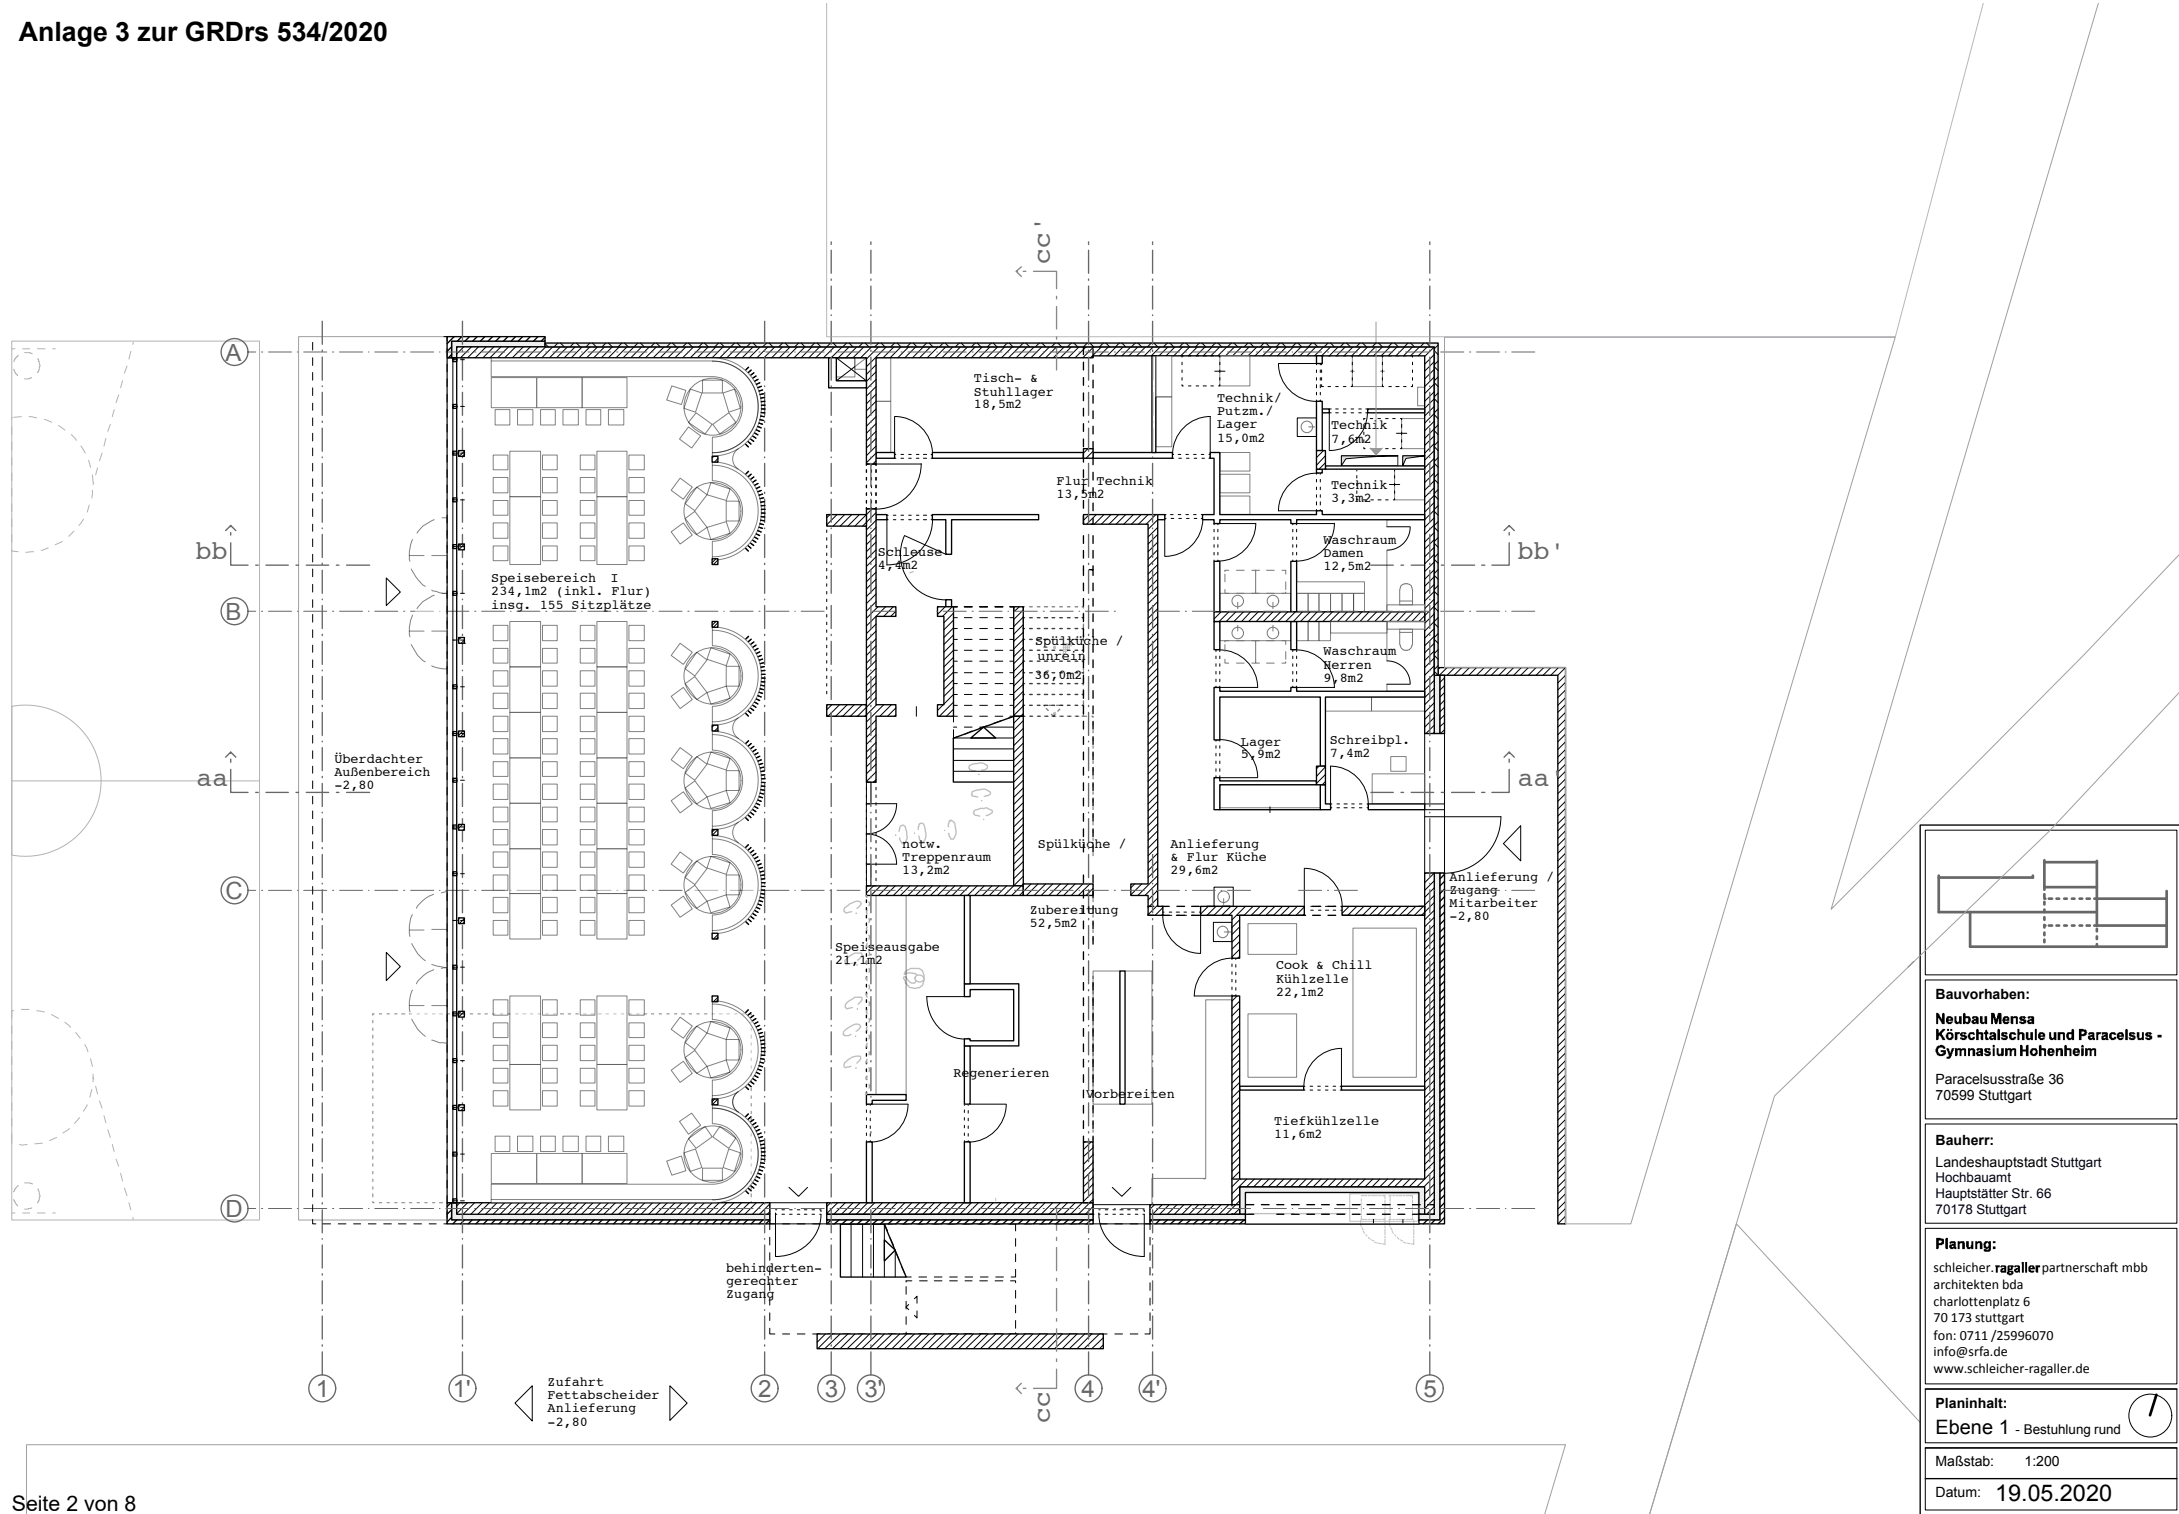 Anlage 3 zur GRDrs 534/2020
cc'
A
Tisch- &
Stuhllager
18,5m2
Technik/
Putzm./
Lager
15,0m2
Technik
7,6m2
Flur Technik
13,5m2
Technik
3,3m2
bb
bb'
Schleuse
4,4m2
Waschraum
Damen
12,5m2
Speisebereich I
234,1m2 (inkl. Flur)
insg. 155 Sitzplätze
B
Spülküche /
unrein
36,0m2
Waschraum
Herren
9,8m2
Überdachter
Außenbereich
-2,80
aa
Lager
5,9m2
Schreibpl.
7,4m2
aa'
notw.
Treppenraum
13,2m2
Spülküche /
Anlieferung
& Flur Küche
29,6m2
C
Anlieferung /
Zugang
Mitarbeiter
-2,80
Zubereitung
52,5m2
Speiseausgabe
21,1m2
Cook & Chill
Kühlzelle
22,1m2
Regenerieren
Vorbereiten
Tiefkühlzelle
11,6m2
D
behinderten-
gerechter
Zugang
1
1'
2
3
3'
4
4'
5
cc'
Zufahrt
Fettabscheider
Anlieferung
-2,80
Bauvorhaben:
Neubau Mensa
Körschtalschule und Paracelsus -
Gymnasium Hohenheim
Paracelsusstraße 36
70599 Stuttgart
Bauherr:
Landeshauptstadt Stuttgart
Hochbauamt
Hauptstätter Str. 66
70178 Stuttgart
Planung:
schleicher.ragaller partnerschaft mbb
architekten bda
charlottenplatz 6
70 173 stuttgart
fon: 0711 /25996070
info@srfa.de
www.schleicher-ragaller.de
Planinhalt:
Ebene 1 - Bestuhlung rund
Maßstab: 1:200
Datum: 19.05.2020
Seite 2 von 8